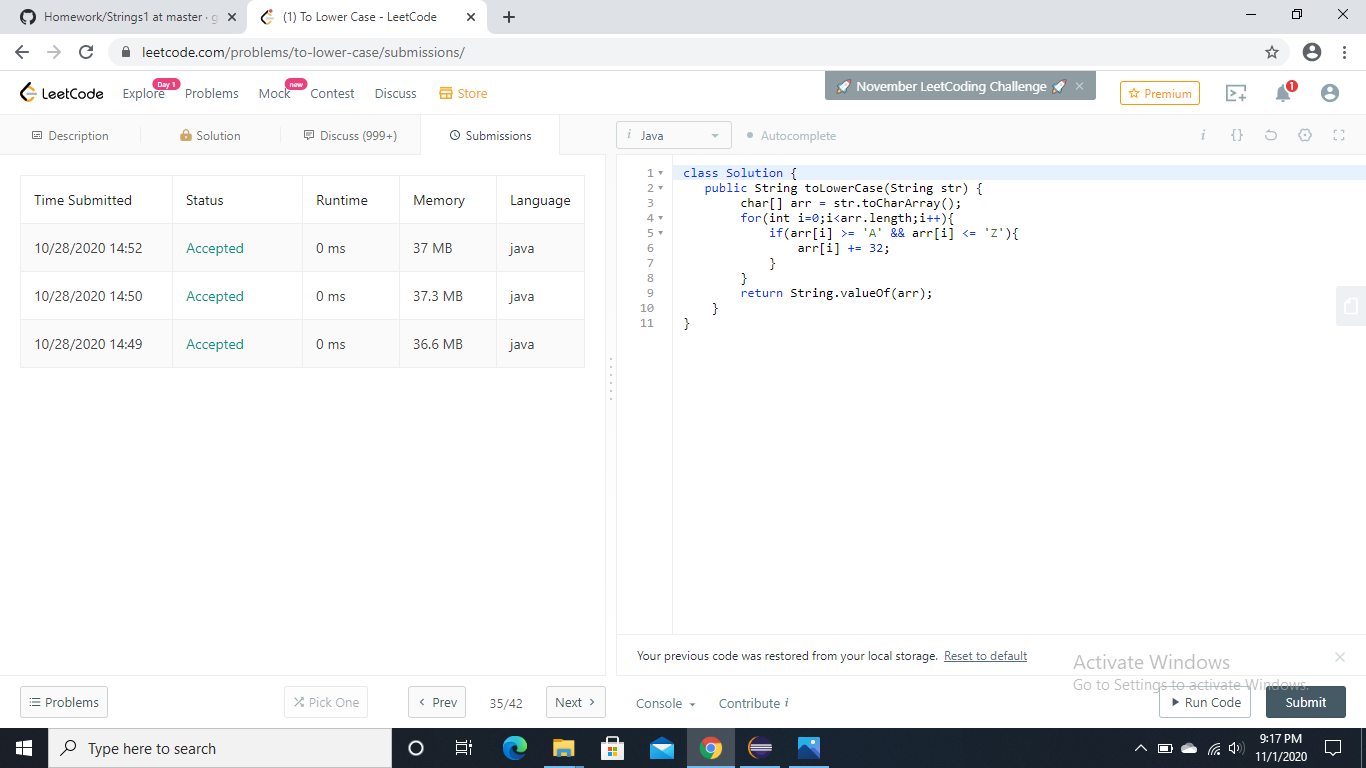 Homework/Strings1 at master · g
(1) To Lower Case - LeetCode
leetcode.com/problems/to-lower-case/submissions/
LeetCode
Explore
Day 1
Problems
Mock
new
Contest
Discuss
Store
November LeetCoding Challenge
Premium
1
Description
Solution
Discuss (999+)
Submissions
i Java
Autocomplete
i {}
Time Submitted Status Runtime Memory Language
10/28/2020 14:52 Accepted 0 ms 37 MB java
10/28/2020 14:50 Accepted 0 ms 37.3 MB java
10/28/2020 14:49 Accepted 0 ms 36.6 MB java
1 class Solution {
2 public String toLowerCase(String str) {
3 char[] arr = str.toCharArray();
4 for(int i=0;i<arr.length;i++){
5 if(arr[i] >= 'A' && arr[i] <= 'Z'){
6 arr[i] += 32;
7 }
8 }
9 return String.valueOf(arr);
10 }
11 }
Your previous code was restored from your local storage. Reset to default
Activate Windows
Go to Settings to activate Windows.
Problems
Pick One
Prev
35/42
Next
Console
Contribute i
Run Code
Submit
Type here to search
9:17 PM
11/1/2020